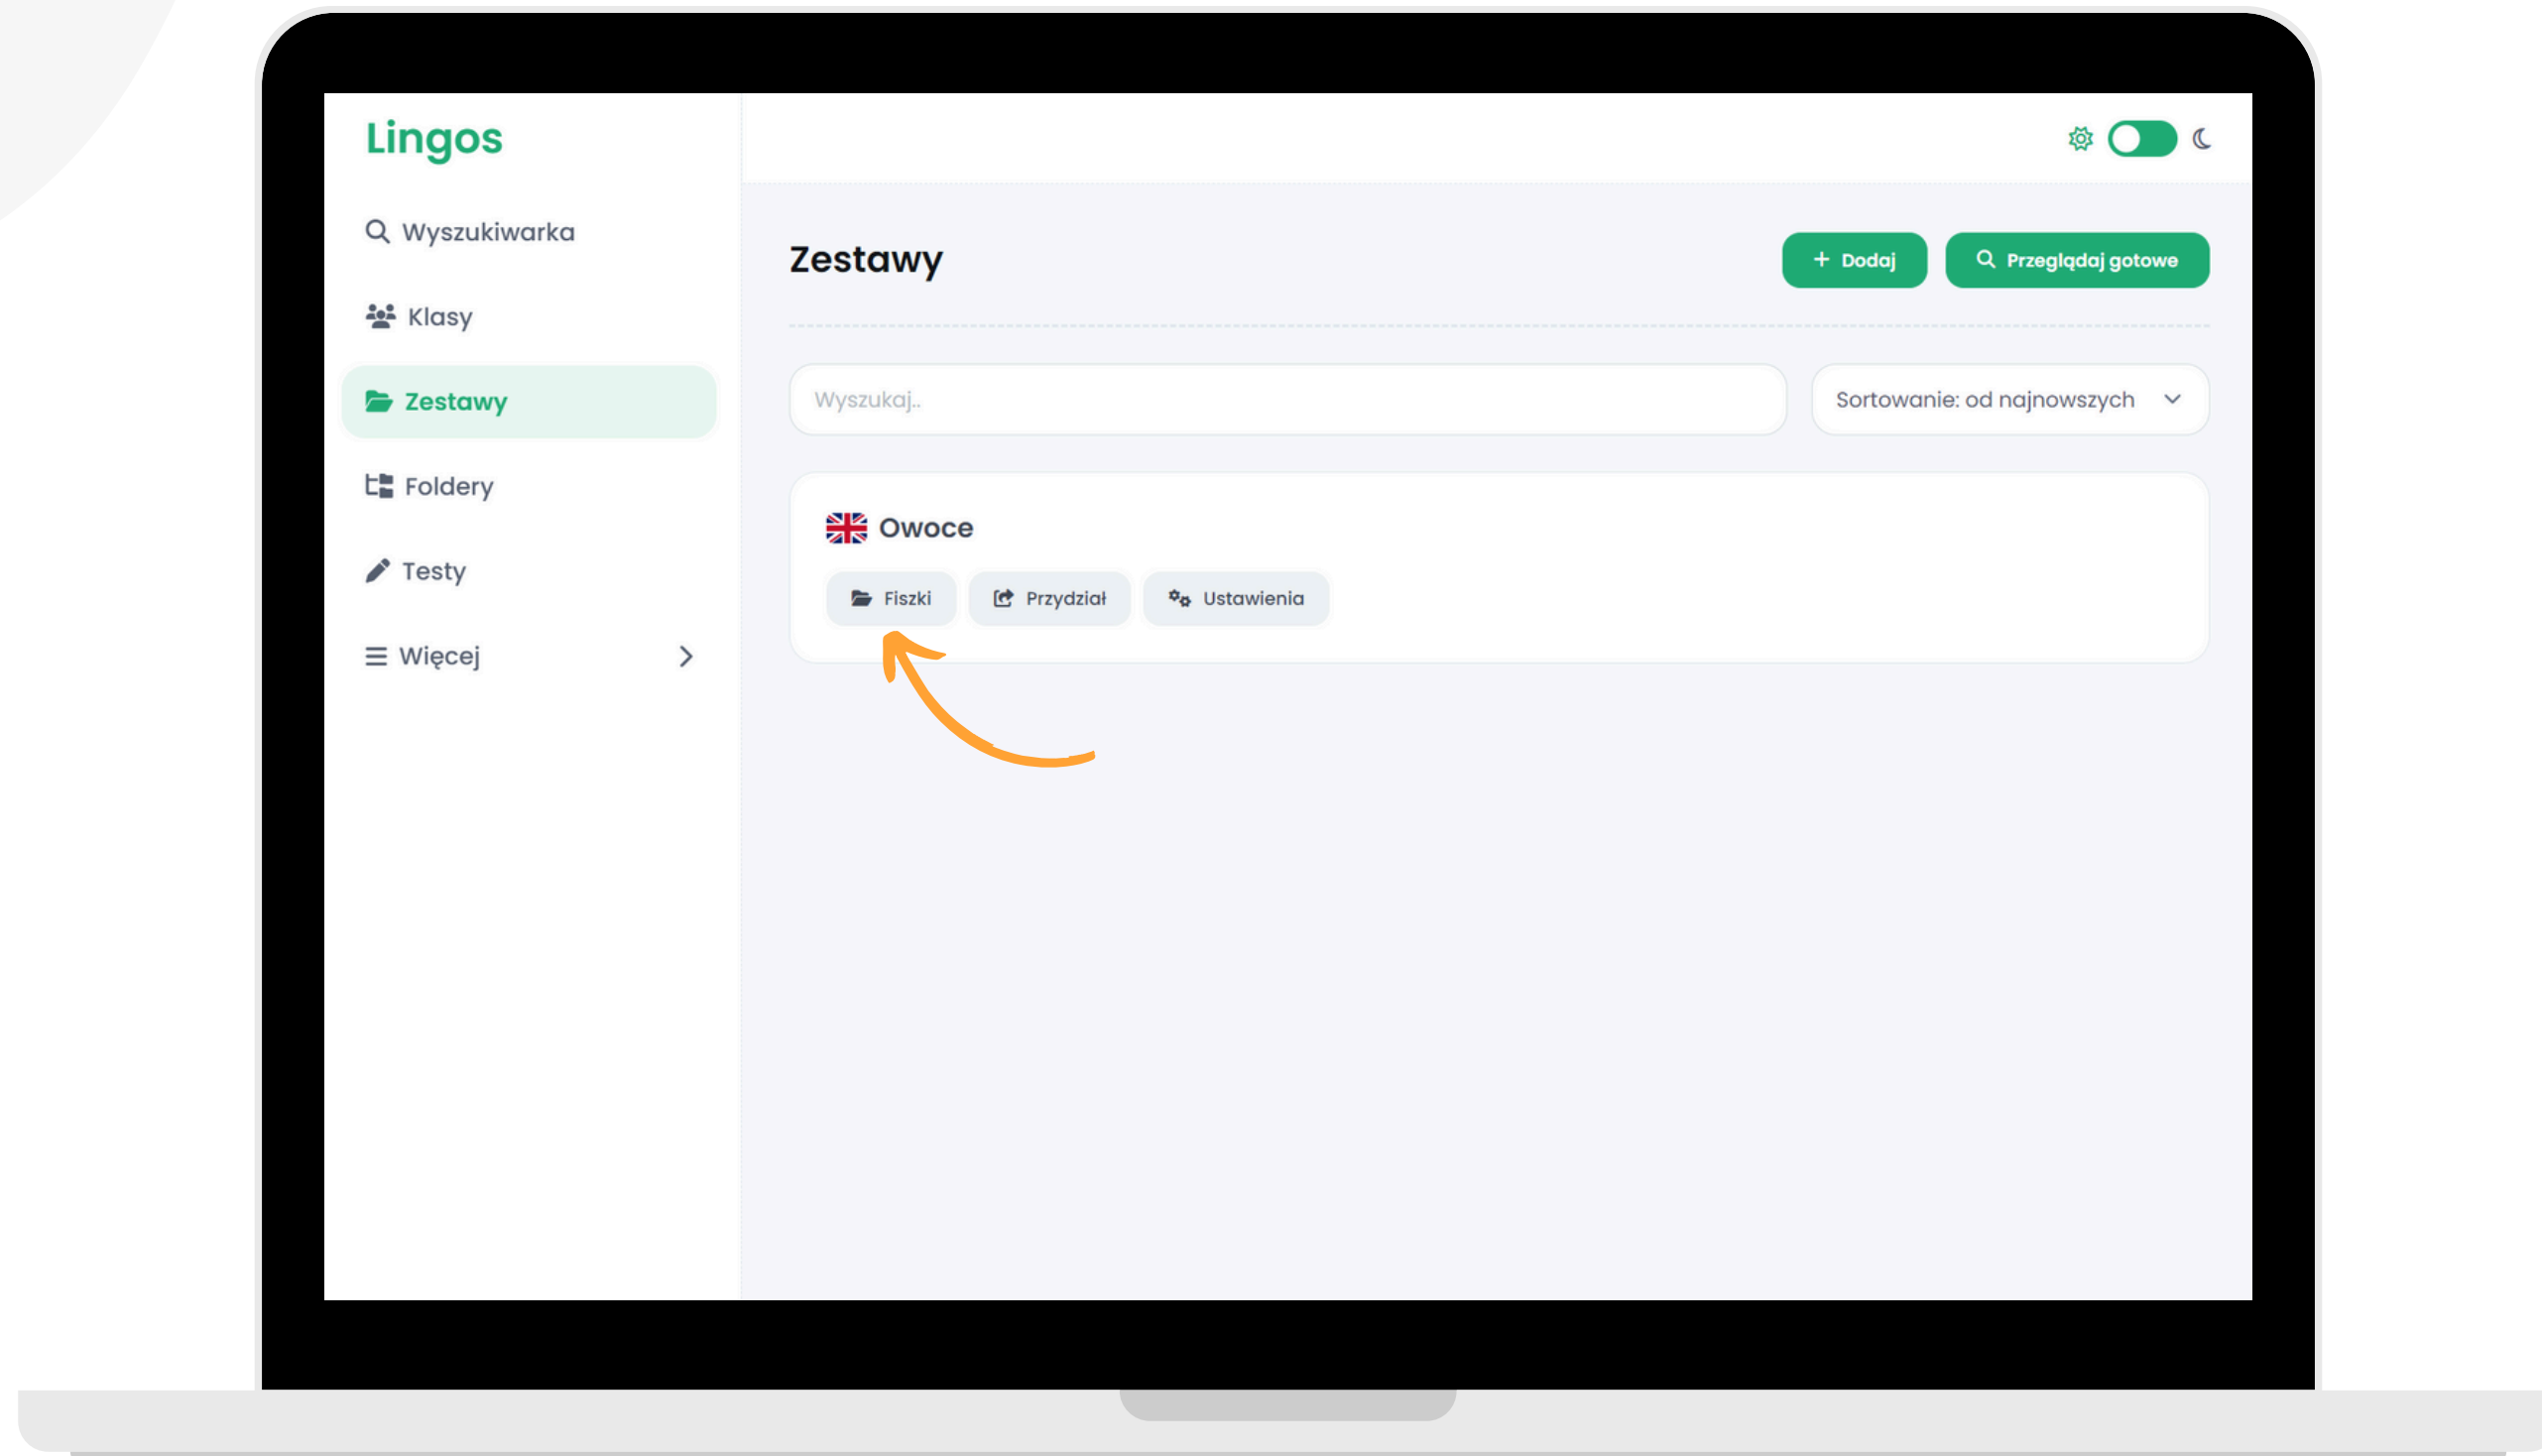 Lingos
Wyszukiwarka
Klasy
Zestawy
Foldery
Testy
Więcej
Zestawy
+ Dodaj
Przeglądaj gotowe
Wyszukaj..
Sortowanie: od najnowszych
Owoce
Fiszki
Przydział
Ustawienia